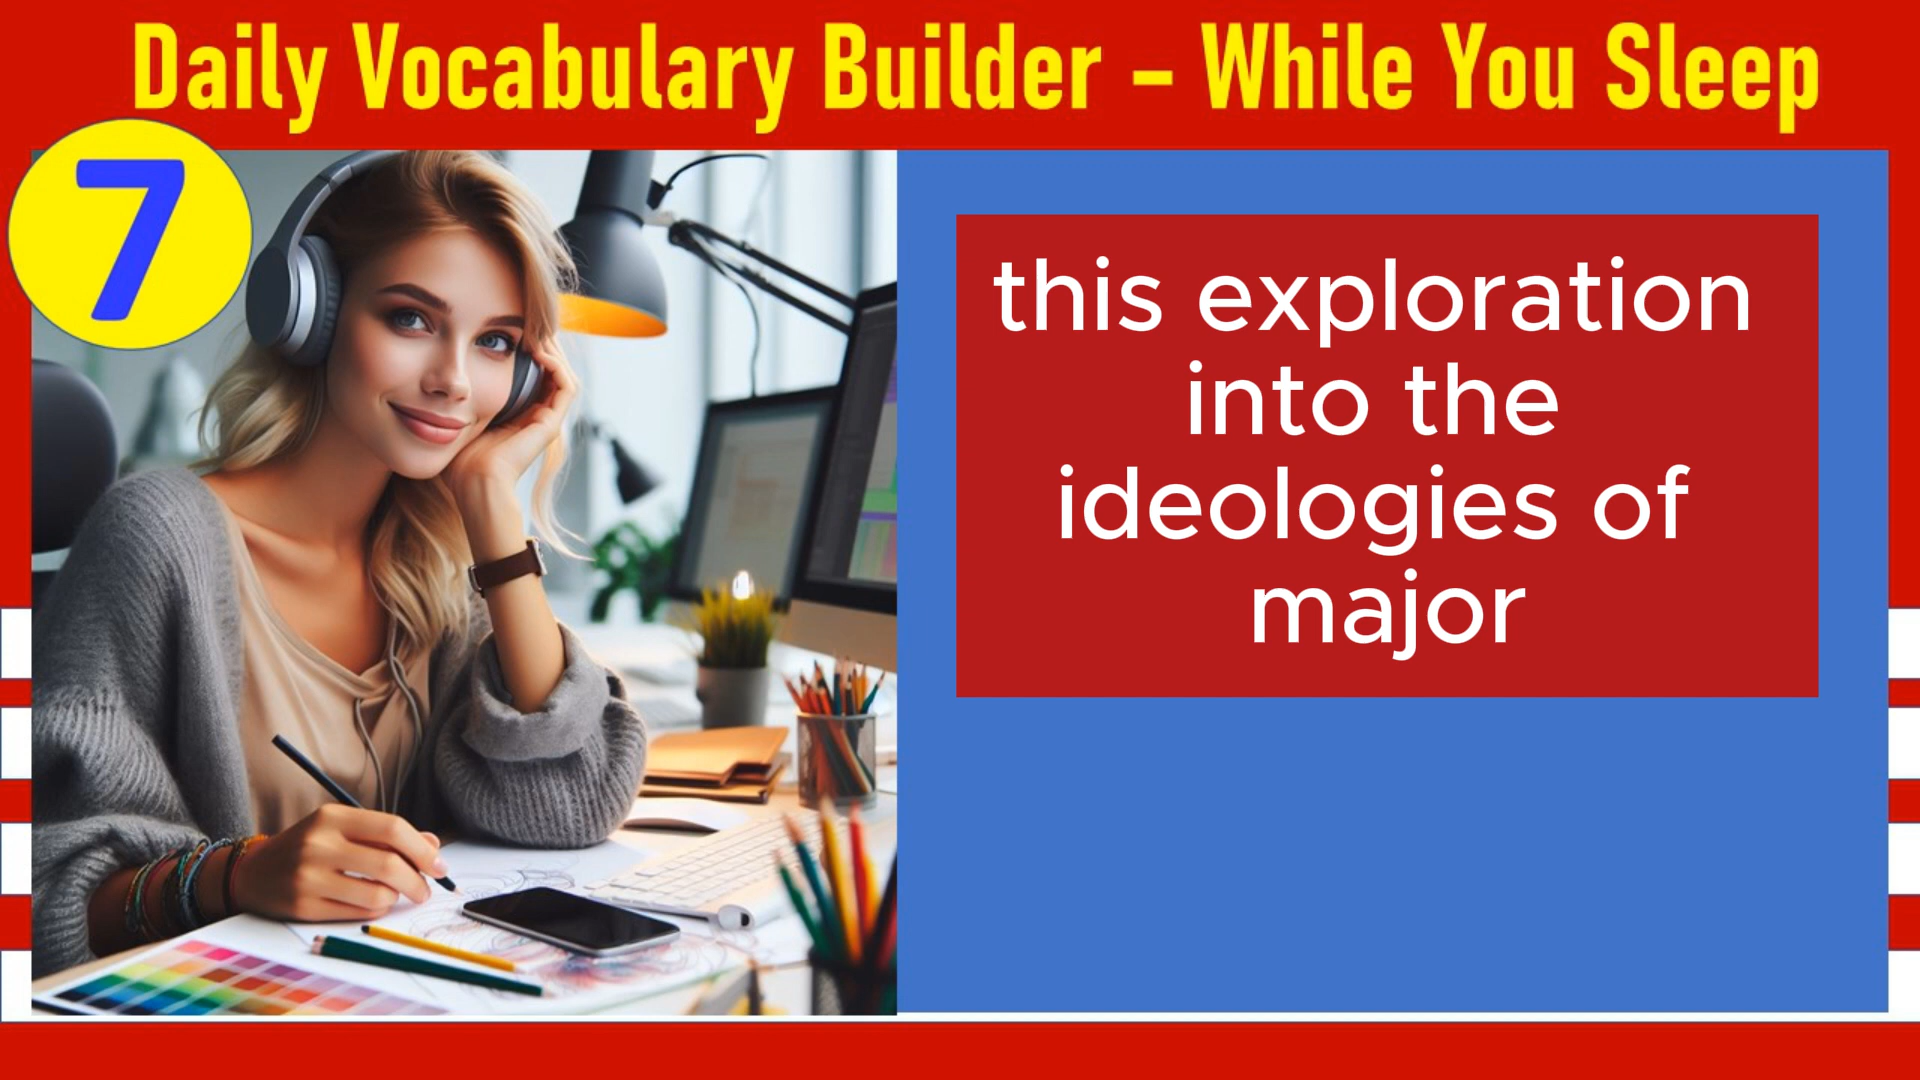 Daily Vocabulary Builder – While You Sleep
7
this exploration
into the
ideologies of
major